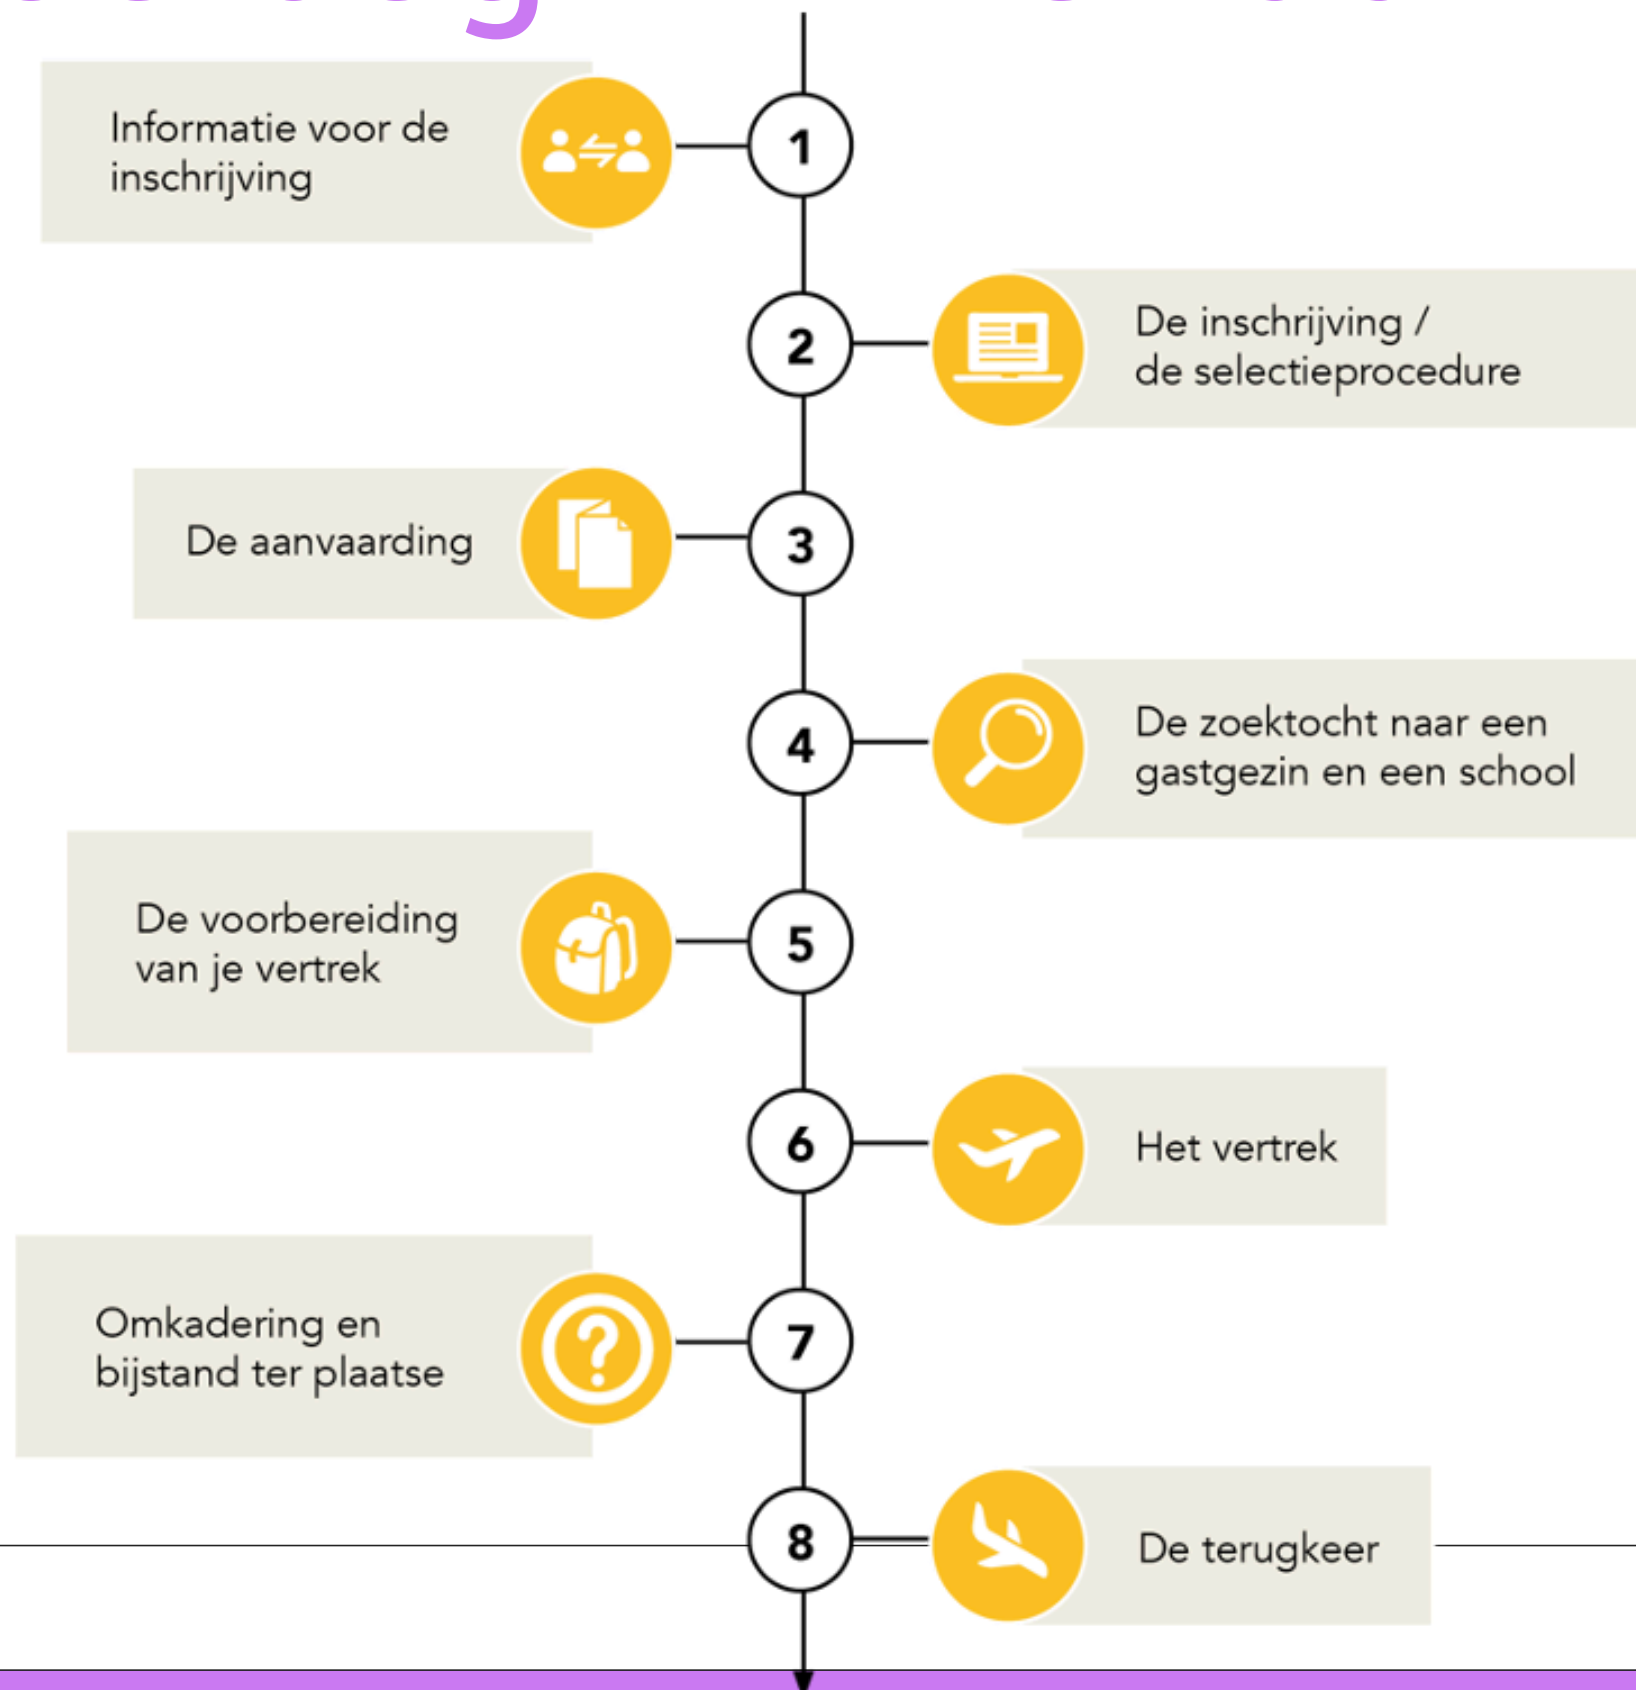 Informatie voor de
inschrijving
1
2
De inschrijving /
de selectieprocedure
De aanvaarding
3
4
De zoektocht naar een
gastgezin en een school
De voorbereiding
van je vertrek
5
6
Het vertrek
Omkadering en
bijstand ter plaatse
7
8
De terugkeer